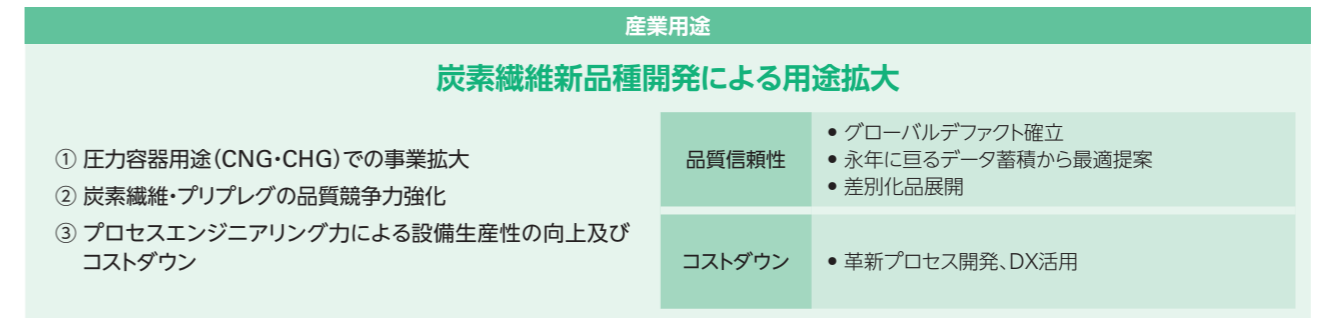 産業用途
炭素繊維新品種開発による用途拡大
① 圧力容器用途(CNG・CHG)での事業拡大
② 炭素繊維・プリプレグの品質競争力強化
③ プロセスエンジニアリング力による設備生産性の向上及び
コストダウン
品質信頼性
• グローバルデファクト確立
• 永年に亘るデータ蓄積から最適提案
• 差別化品展開
コストダウン
• 革新プロセス開発、DX活用